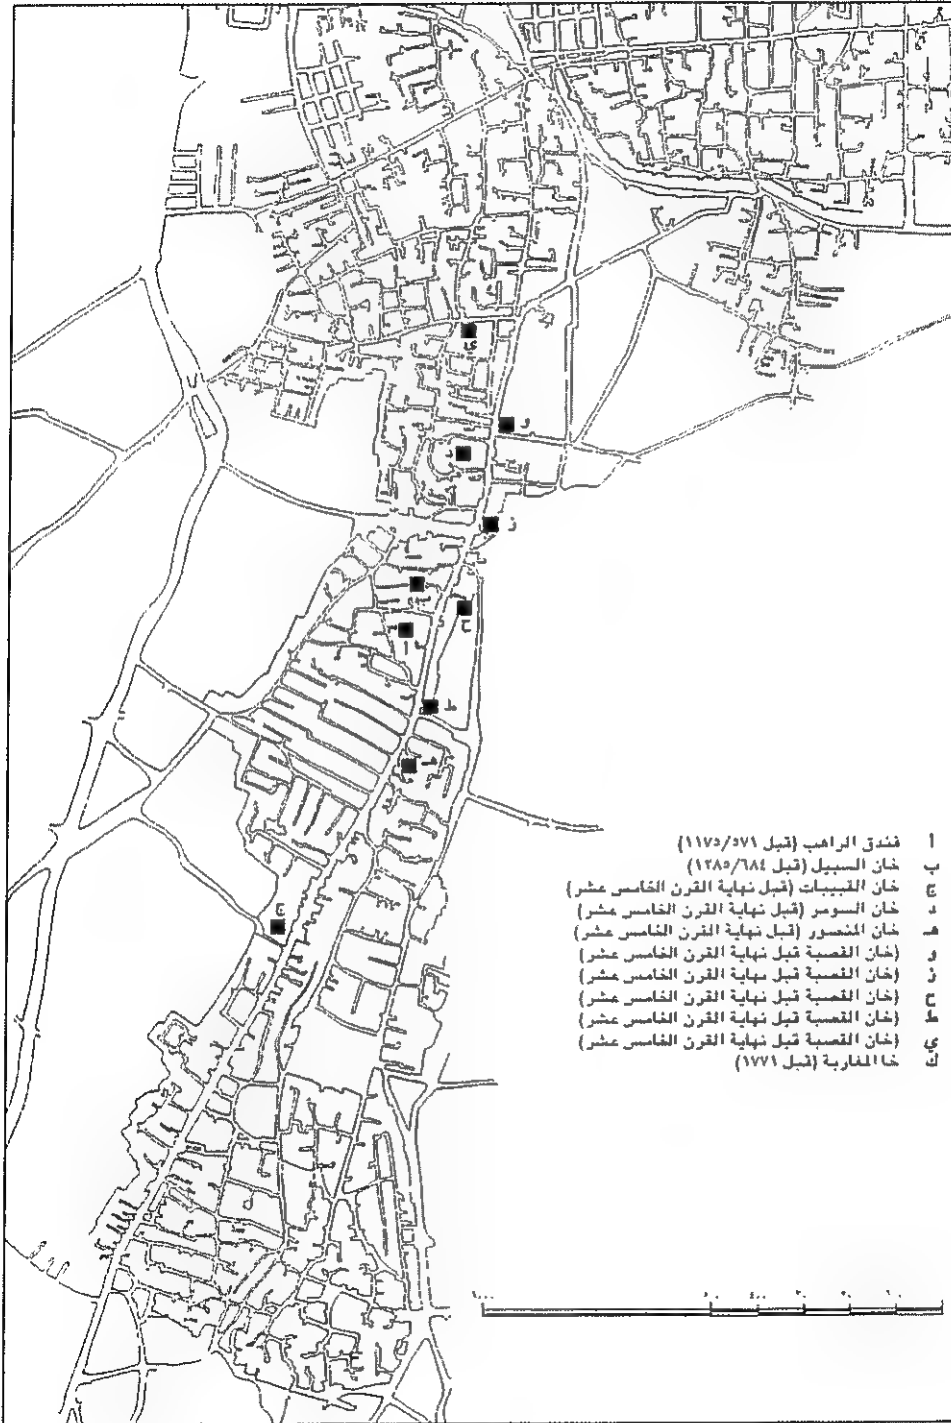 ي
و
د
ز
ح
أ
ط
هـ
ج
أ فندق الراهب (قبل ١١٧٥/٥٧١)
ب خان السبيل (قبل ١٢٨٥/٦٨٤)
ج خان القبيبات (قبل نهاية القرن الخامس عشر)
د خان السومر (قبل نهاية القرن الخامس عشر)
هـ خان المنصور (قبل نهاية القرن الخامس عشر)
و (خان القصبة قبل نهاية القرن الخامس عشر)
ز (خان القصبة قبل نهاية القرن الخامس عشر)
ح (خان القصبة قبل نهاية القرن الخامس عشر)
ط (خان القصبة قبل نهاية القرن الخامس عشر)
ي (خان القصبة قبل نهاية القرن الخامس عشر)
ك خا المغاربة (قبل ١٧٧١)